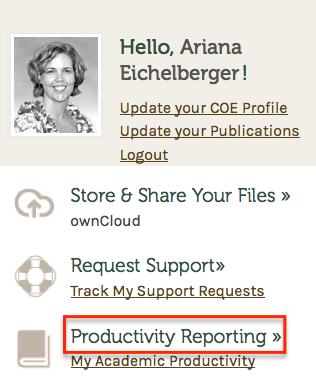 Hello, Ariana
Eichelberger!
Update your COE Profile
Update your Publications
Logout
Store & Share Your Files »
ownCloud
Request Support»
Track My Support Requests
Productivity Reporting »
My Academic Productivity